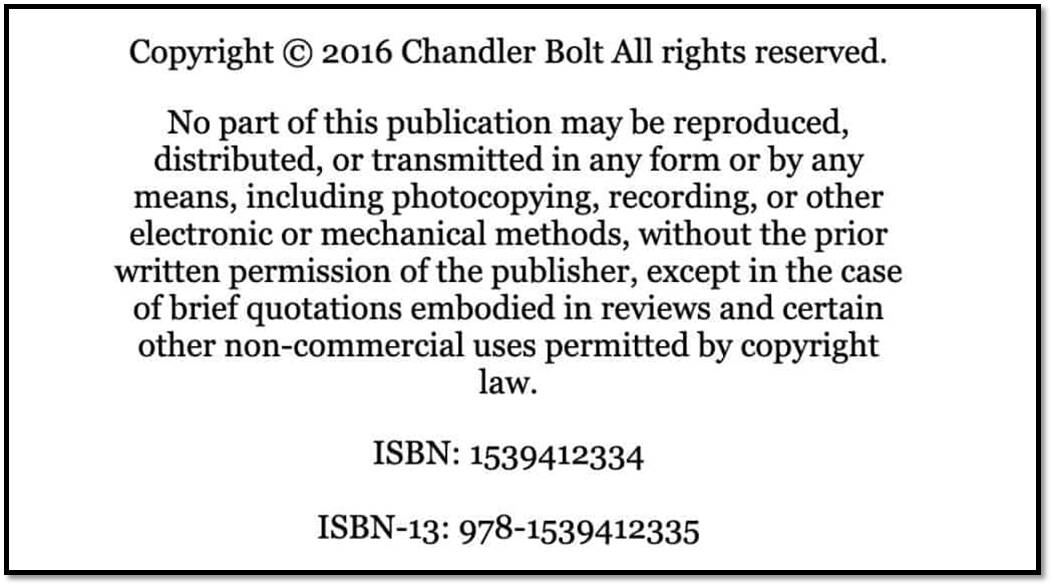 Copyright © 2016 Chandler Bolt All rights reserved.
No part of this publication may be reproduced,
distributed, or transmitted in any form or by any
means, including photocopying, recording, or other
electronic or mechanical methods, without the prior
written permission of the publisher, except in the case
of brief quotations embodied in reviews and certain
other non-commercial uses permitted by copyright
law.
ISBN: 1539412334
ISBN-13: 978-1539412335